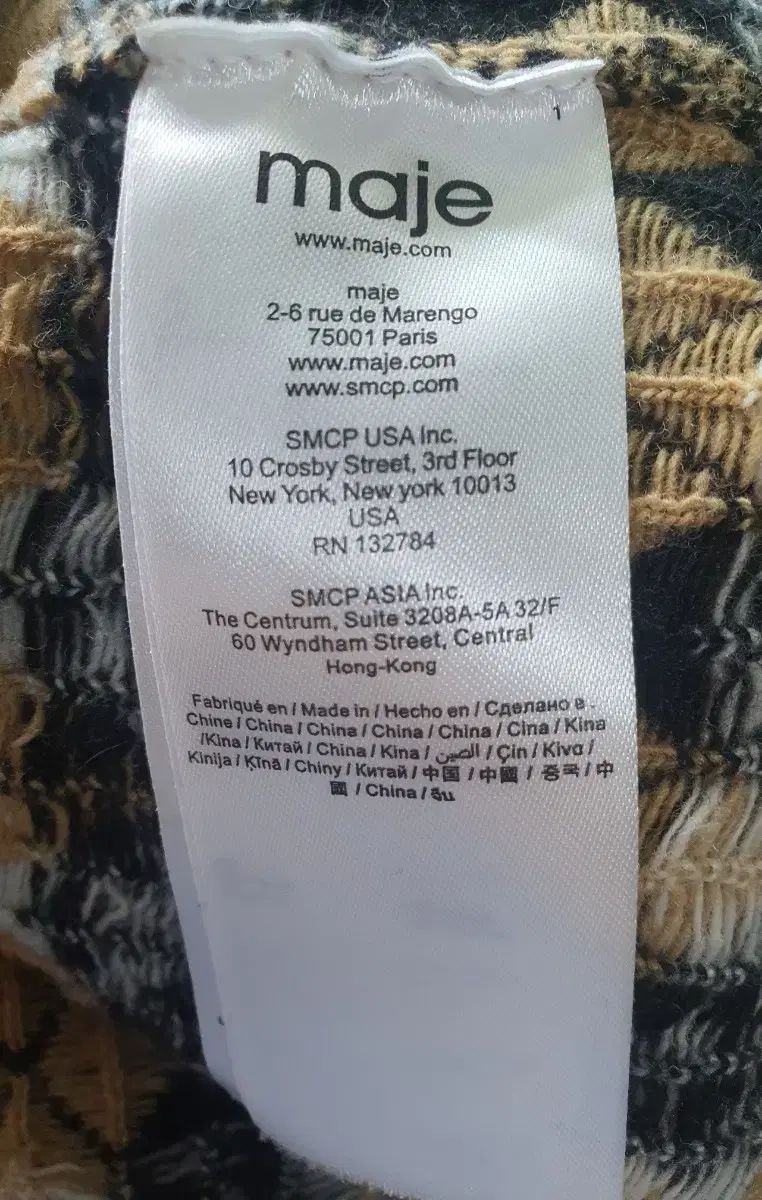 1
maje
www.maje.com
maje
2-6 rue de Marengo
75001 Paris
www.maje.com
www.smcp.com
SMCP USA Inc.
10 Crosby Street, 3rd Floor
New York, New york 10013
USA
RN 132784
SMCP ASIA Inc.
The Centrum, Suite 3208A-5A 32/F
60 Wyndham Street, Central
Hong-Kong
Fabriqué en / Made in / Hecho en / Сделано в .
Chine / China / China / China / China / Cina / Kina
/Kina / Китай / China / Kina / الصين / Çin / Κίνα /
Kinija / Ķīnā / Chiny / Китай / 中国 / 中國 / 중국 / 中
國 / China / จีน